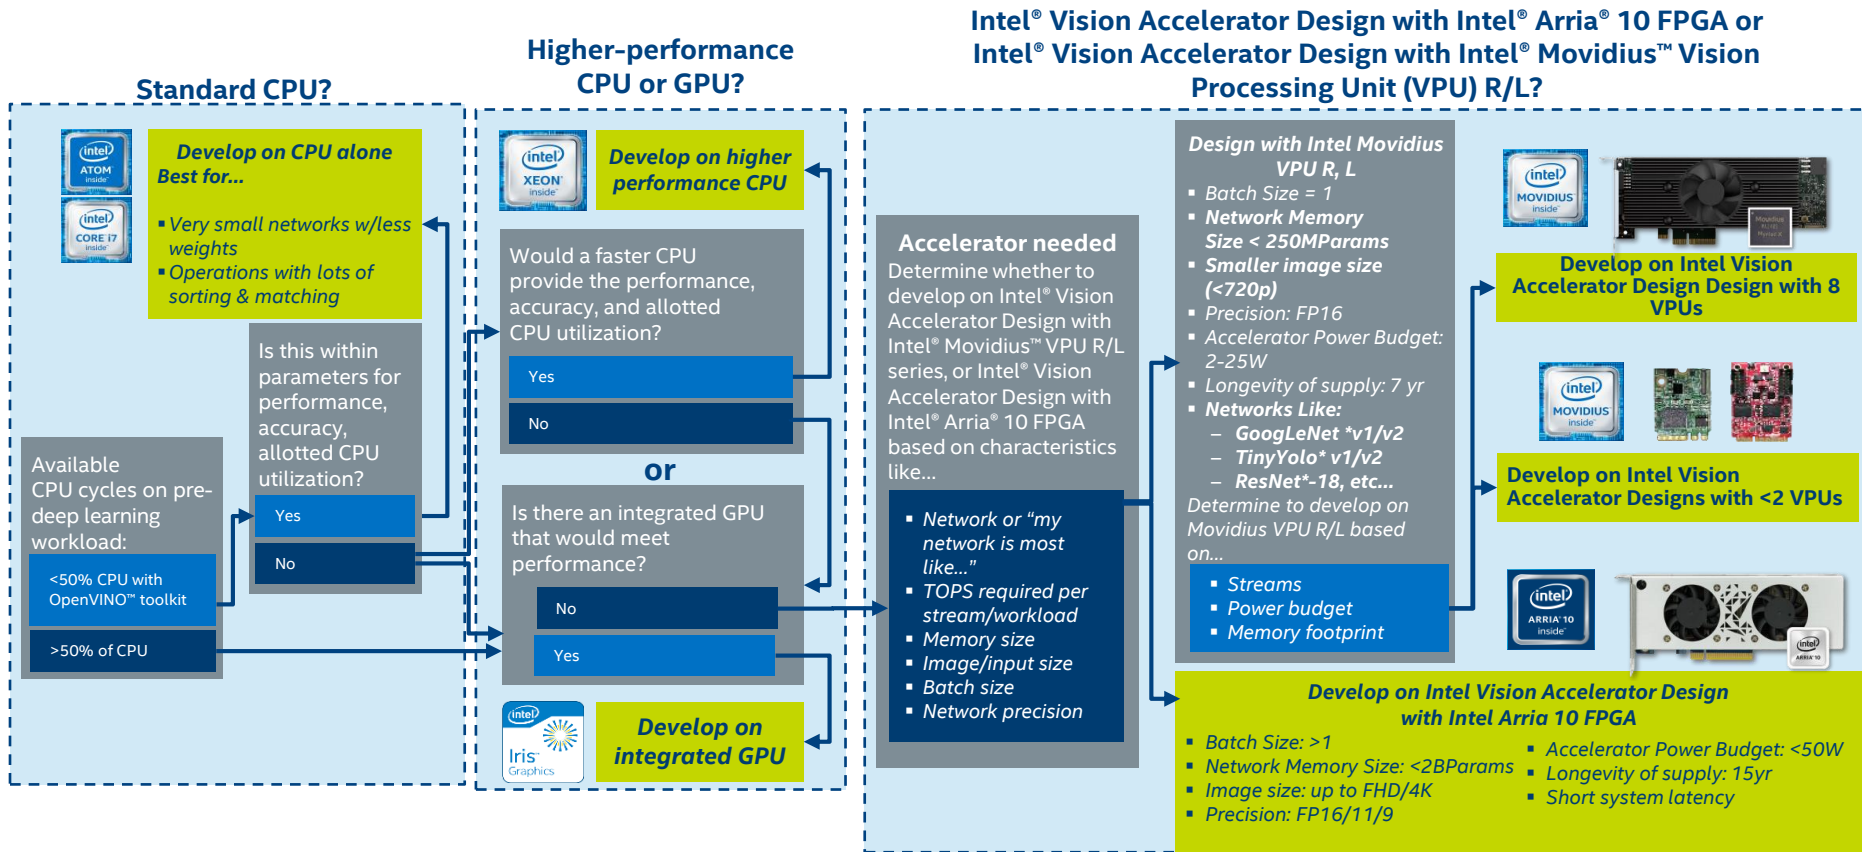 Intel® Vision Accelerator Design with Intel® Arria® 10 FPGA or
Intel® Vision Accelerator Design with Intel® Movidius™ Vision
Processing Unit (VPU) R/L?
Higher-performance
CPU or GPU?
Standard CPU?
intel
ATOM
inside
intel
CORE i7
inside
Develop on CPU alone
Best for...
▪ Very small networks w/less
weights
▪ Operations with lots of
sorting & matching
Is this within
parameters for
performance,
accuracy,
allotted CPU
utilization?
Yes
No
Available
CPU cycles on pre-
deep learning
workload:
<50% CPU with
OpenVINO™ toolkit
>50% of CPU
intel
XEON
inside
Develop on higher
performance CPU
Would a faster CPU
provide the performance,
accuracy, and allotted
CPU utilization?
Yes
No
or
Is there an integrated GPU
that would meet
performance?
No
Yes
intel
Iris
Graphics
Develop on
integrated GPU
Accelerator needed
Determine whether to
develop on Intel® Vision
Accelerator Design with
Intel® Movidius™ VPU R/L
series, or Intel® Vision
Accelerator Design with
Intel® Arria® 10 FPGA
based on characteristics
like...
▪ Network or “my
network is most
like...”
▪ TOPS required per
stream/workload
▪ Memory size
▪ Image/input size
▪ Batch size
▪ Network precision
Design with Intel Movidius
VPU R, L
▪ Batch Size = 1
▪ Network Memory
Size < 250MParams
▪ Smaller image size
(<720p)
▪ Precision: FP16
▪ Accelerator Power Budget:
2-25W
▪ Longevity of supply: 7 yr
▪ Networks Like:
– GoogLeNet *v1/v2
– TinyYolo* v1/v2
– ResNet*-18, etc...
Determine to develop on
Movidius VPU R/L based
on...
▪ Streams
▪ Power budget
▪ Memory footprint
intel
MOVIDIUS
inside
Movidius
Develop on Intel Vision
Accelerator Design Design with 8
VPUs
intel
MOVIDIUS
inside
Develop on Intel Vision
Accelerator Designs with <2 VPUs
intel
ARRIA 10
inside
intel
ARRIA 10
Develop on Intel Vision Accelerator Design
with Intel Arria 10 FPGA
▪ Batch Size: >1
▪ Network Memory Size: <2BParams
▪ Image size: up to FHD/4K
▪ Precision: FP16/11/9
▪ Accelerator Power Budget: <50W
▪ Longevity of supply: 15yr
▪ Short system latency